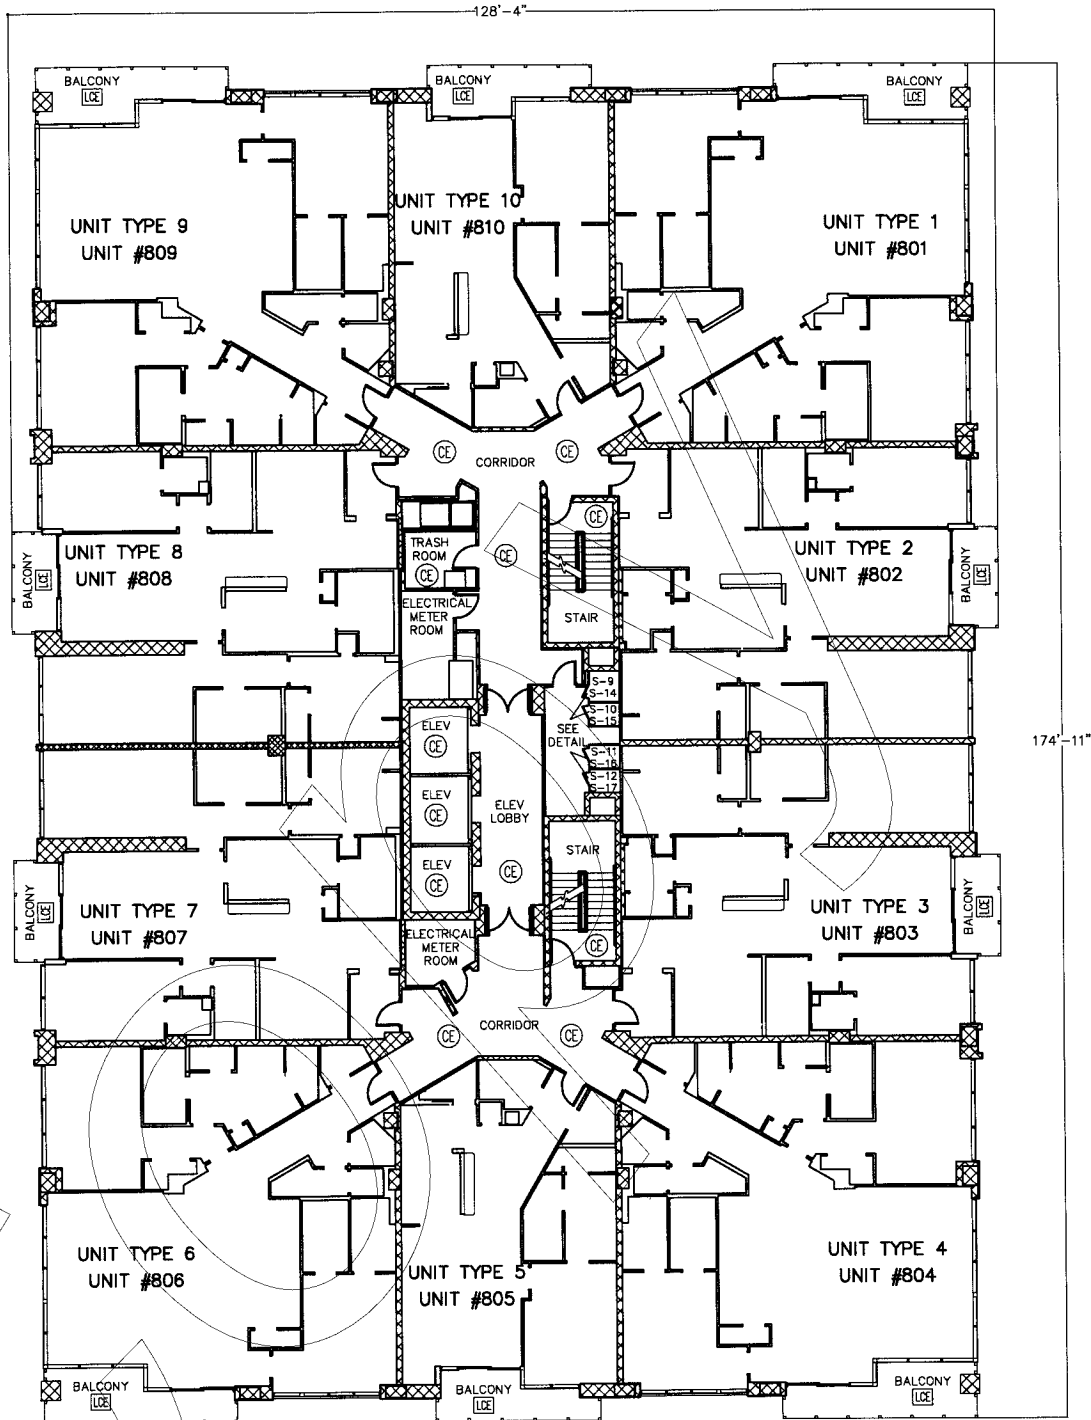 128'-4"
BALCONY
LCE
BALCONY
LCE
BALCONY
LCE
UNIT TYPE 9
UNIT #809
UNIT TYPE 10
UNIT #810
UNIT TYPE 1
UNIT #801
CE
CE
CORRIDOR
CE
TRASH
ROOM
CE
CE
UNIT TYPE 8
UNIT #808
UNIT TYPE 2
UNIT #802
BALCONY
LCE
BALCONY
LCE
ELECTRICAL
METER
ROOM
STAIR
S-9
S-14
S-10
S-15
SEE
DETAIL
S-11
S-16
S-12
S-17
ELEV
CE
174'-11"
ELEV
CE
ELEV
LOBBY
ELEV
CE
CE
STAIR
BALCONY
LCE
UNIT TYPE 7
UNIT #807
UNIT TYPE 3
UNIT #803
BALCONY
LCE
ELECTRICAL
METER
ROOM
CE
CE
CORRIDOR
CE
UNIT TYPE 6
UNIT #806
UNIT TYPE 5
UNIT #805
UNIT TYPE 4
UNIT #804
BALCONY
LCE
BALCONY
LCE
BALCONY
LCE